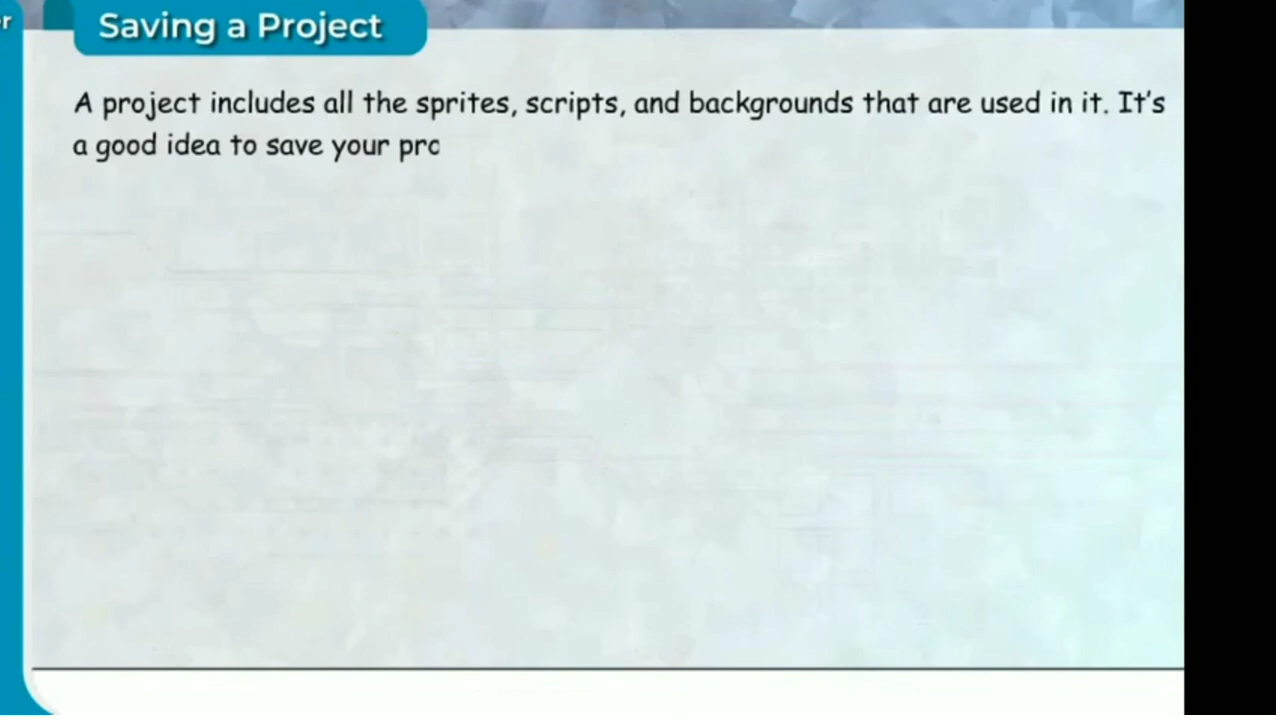 Saving a Project
A project includes all the sprites, scripts, and backgrounds that are used in it. It's
a good idea to save your pro